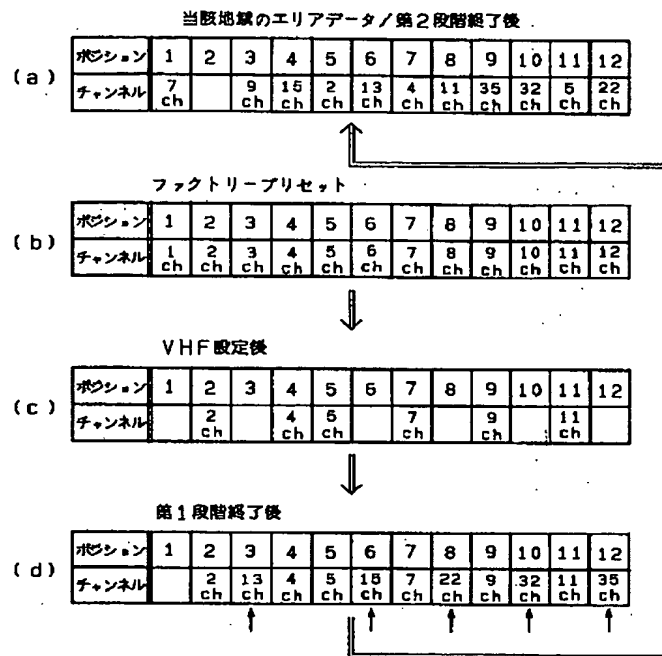 当該地域のエリアデータ/第2段階終了後
(a)
ポジション 1 2 3 4 5 6 7 8 9 10 11 12
チャンネル 7ch 9ch 15ch 2ch 13ch 4ch 11ch 35ch 32ch 5ch 22ch
ファクトリープリセット
(b)
ポジション 1 2 3 4 5 6 7 8 9 10 11 12
チャンネル 1ch 2ch 3ch 4ch 5ch 6ch 7ch 8ch 9ch 10ch 11ch 12ch
VHF設定後
(c)
ポジション 1 2 3 4 5 6 7 8 9 10 11 12
チャンネル 2ch 4ch 5ch 7ch 9ch 11ch
第1段階終了後
(d)
ポジション 1 2 3 4 5 6 7 8 9 10 11 12
チャンネル 2ch 13ch 4ch 5ch 15ch 7ch 22ch 9ch 32ch 11ch 35ch